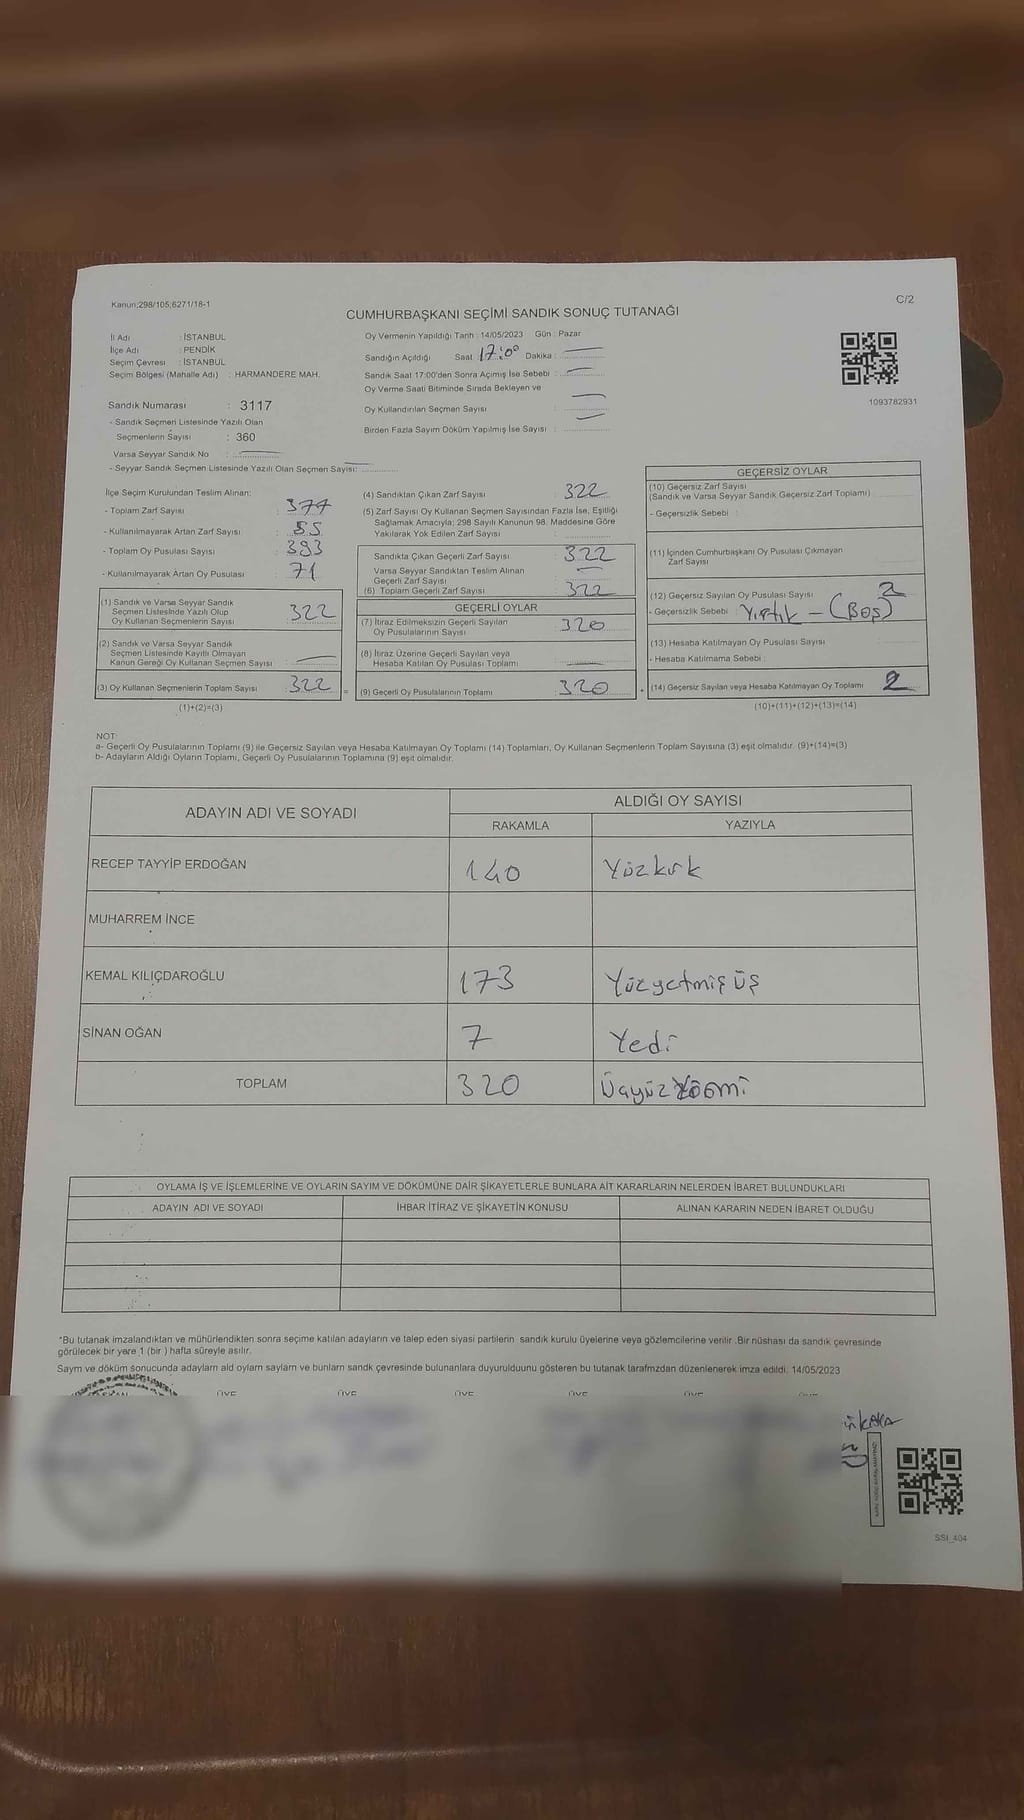 Kanun;298/105;6271/18-1
C/2
CUMHURBAŞKANI SEÇİMİ SANDIK SONUÇ TUTANAĞI
İl Adı : İSTANBUL
İlçe Adı : PENDİK
Seçim Çevresi : İSTANBUL
Seçim Bölgesi (Mahalle Adı) : HARMANDERE MAH.
Oy Vermenin Yapıldığı Tarih : 14/05/2023 Gün : Pazar
Sandığın Açıldığı Saat 17:00 Dakika :
Sandık Saat 17:00'den Sonra Açımış İse Sebebi :
Oy Verme Saati Bitiminde Sırada Bekleyen ve
Oy Kullandırılan Seçmen Sayısı :
Birden Fazla Sayım Döküm Yapılmış İse Sayısı :
1093782931
Sandık Numarası : 3117
- Sandık Seçmen Listesinde Yazılı Olan
Seçmenlerin Sayısı : 360
Varsa Seyyar Sandık No :
- Seyyar Sandık Seçmen Listesinde Yazılı Olan Seçmen Sayısı:
İlçe Seçim Kurulundan Teslim Alınan:
- Toplam Zarf Sayısı : 377
- Kullanılmayarak Artan Zarf Sayısı : 55
- Toplam Oy Pusulası Sayısı : 393
- Kullanılmayarak Artan Oy Pusulası : 71
(1) Sandık ve Varsa Seyyar Sandık
Seçmen Listesinde Yazılı Olup
Oy Kullanan Seçmenlerin Sayısı : 322
(2) Sandık ve Varsa Seyyar Sandık
Seçmen Listesinde Kayıtlı Olmayan
Kanun Gereği Oy Kullanan Seçmen Sayısı :
(3) Oy Kullanan Seçmenlerin Toplam Sayısı : 322 =
(1)+(2)=(3)
(4) Sandıktan Çıkan Zarf Sayısı : 322
(5) Zarf Sayısı Oy Kullanan Seçmen Sayısından Fazla İse, Eşitliği
Sağlamak Amacıyla; 298 Sayılı Kanunun 98. Maddesine Göre
Yakılarak Yok Edilen Zarf Sayısı :
Sandıkta Çıkan Geçerli Zarf Sayısı : 322
Varsa Seyyar Sandıktan Teslim Alınan
Geçerli Zarf Sayısı :
(6) Toplam Geçerli Zarf Sayısı : 322
GEÇERLİ OYLAR
(7) İtiraz Edilmeksizin Geçerli Sayılan
Oy Pusulalarının Sayısı : 320
(8) İtiraz Üzerine Geçerli Sayılan veya
Hesaba Katılan Oy Pusulası Toplamı :
(9) Geçerli Oy Pusulalarının Toplamı : 320 +
GEÇERSİZ OYLAR
(10) Geçersiz Zarf Sayısı
(Sandık ve Varsa Seyyar Sandık Geçersiz Zarf Toplamı) :
- Geçersizlik Sebebi :
(11) İçinden Cumhurbaşkanı Oy Pusulası Çıkmayan
Zarf Sayısı :
(12) Geçersiz Sayılan Oy Pusulası Sayısı : 2
- Geçersizlik Sebebi : Yırtık - (Boş)
(13) Hesaba Katılmayan Oy Pusulası Sayısı :
- Hesaba Katılmama Sebebi :
(14) Geçersiz Sayılan veya Hesaba Katılmayan Oy Toplamı : 2
(10)+(11)+(12)+(13)=(14)
NOT:
a- Geçerli Oy Pusulalarının Toplamı (9) ile Geçersiz Sayılan veya Hesaba Katılmayan Oy Toplamı (14) Toplamları, Oy Kullanan Seçmenlerin Toplam Sayısına (3) eşit olmalıdır. (9)+(14)=(3)
b- Adayların Aldığı Oyların Toplamı, Geçerli Oy Pusulalarının Toplamına (9) eşit olmalıdır.
ADAYIN ADI VE SOYADI
ALDIĞI OY SAYISI
RAKAMLA YAZIYLA
RECEP TAYYİP ERDOĞAN 140 Yüzkırk
MUHARREM İNCE
KEMAL KILIÇDAROĞLU 173 Yüzyetmiş üş
SİNAN OĞAN 7 Yedi
TOPLAM 320
OYLAMA İŞ VE İŞLEMLERİNE VE OYLARIN SAYIM VE DÖKÜMÜNE DAİR ŞİKAYETLERLE BUNLARA AİT KARARLARIN NELERDEN İBARET BULUNDUKLARI
ADAYIN ADI VE SOYADI İHBAR İTİRAZ VE ŞİKAYETİN KONUSU ALINAN KARARIN NEDEN İBARET OLDUĞU
*Bu tutanak imzalandıktan ve mühürlendikten sonra seçime katılan adayların ve talep eden siyasi partilerin sandık kurulu üyelerine veya gözlemcilerine verilir .Bir nüshası da sandık çevresinde
görülecek bir yere 1 (bir ) hafta süreyle asılır.
Sayım ve döküm sonucunda adaylam ald oylam saylam ve bunlam sandk çevresinde bulunanlara duyurulduunu gösteren bu tutanak tarafmzdan düzenlenerek imza edildi. 14/05/2023
ÜYE ÜYE ÜYE ÜYE ÜYE ÜYE
SSI_404